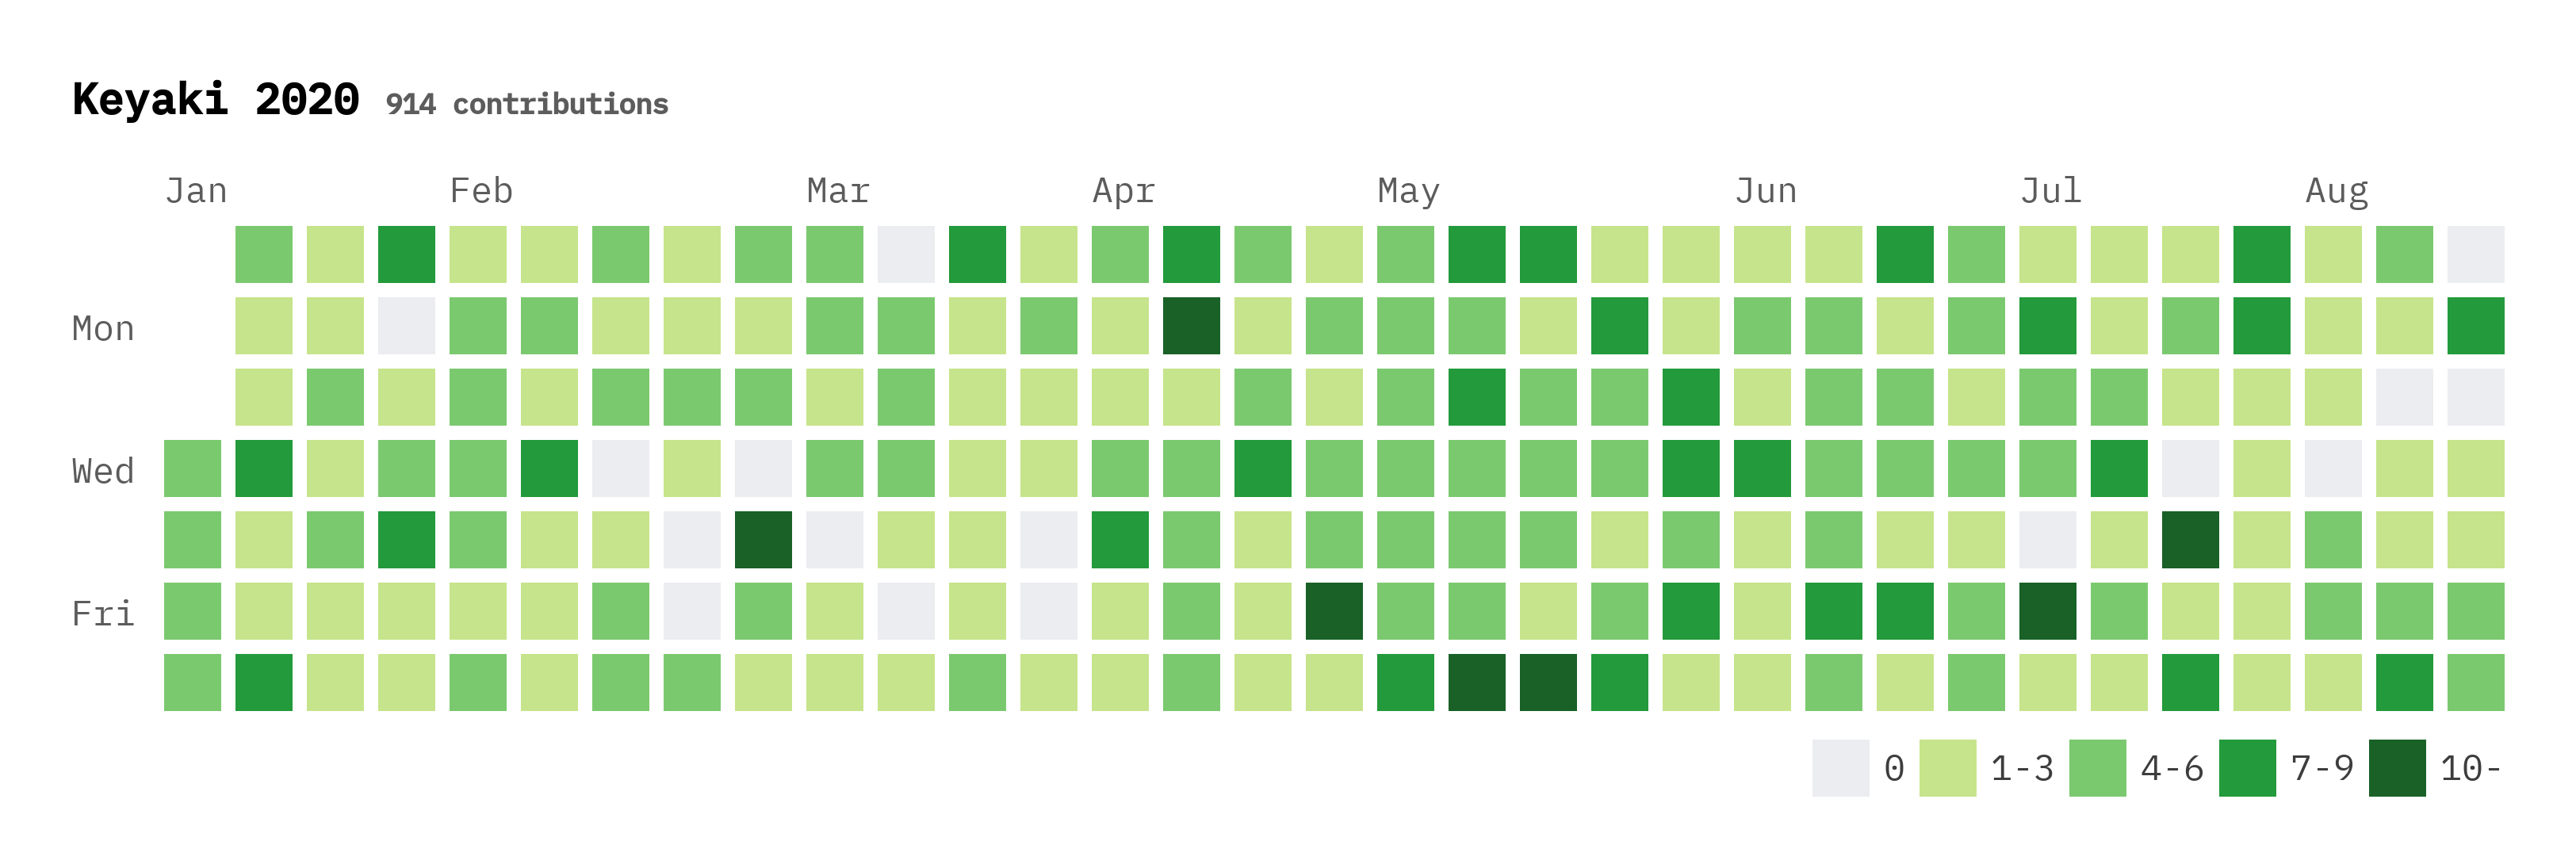 Keyaki 2020 914 contributions
Jan Feb Mar Apr May Jun Jul Aug
Mon
Wed
Fri
0 1-3 4-6 7-9 10-